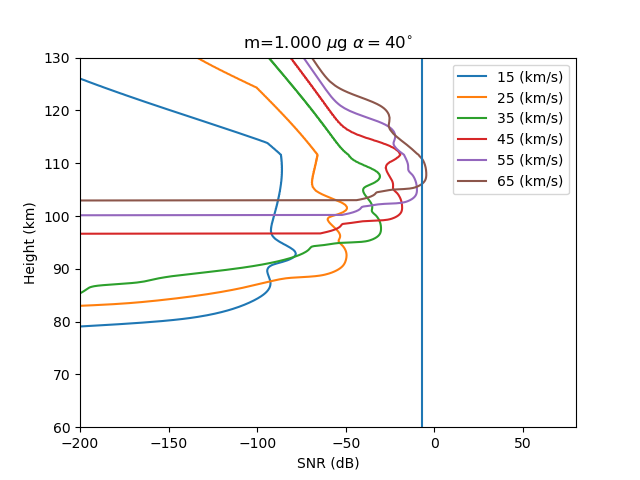 m=1.000 μg α = 40°
130
120
110
100
90
80
70
60
Height (km)
−200
−150
−100
−50
0
50
SNR (dB)
15 (km/s)
25 (km/s)
35 (km/s)
45 (km/s)
55 (km/s)
65 (km/s)